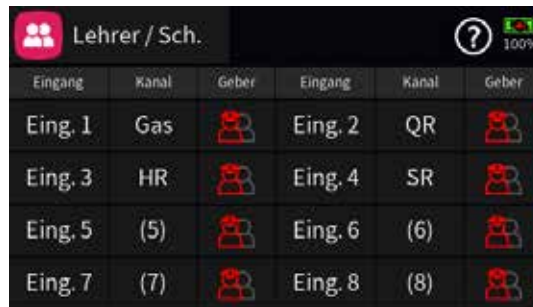 Lehrer / Sch.
100%
Eingang Kanal Geber Eingang Kanal Geber
Eing. 1 Gas Eing. 2 QR
Eing. 3 HR Eing. 4 SR
Eing. 5 (5) Eing. 6 (6)
Eing. 7 (7) Eing. 8 (8)